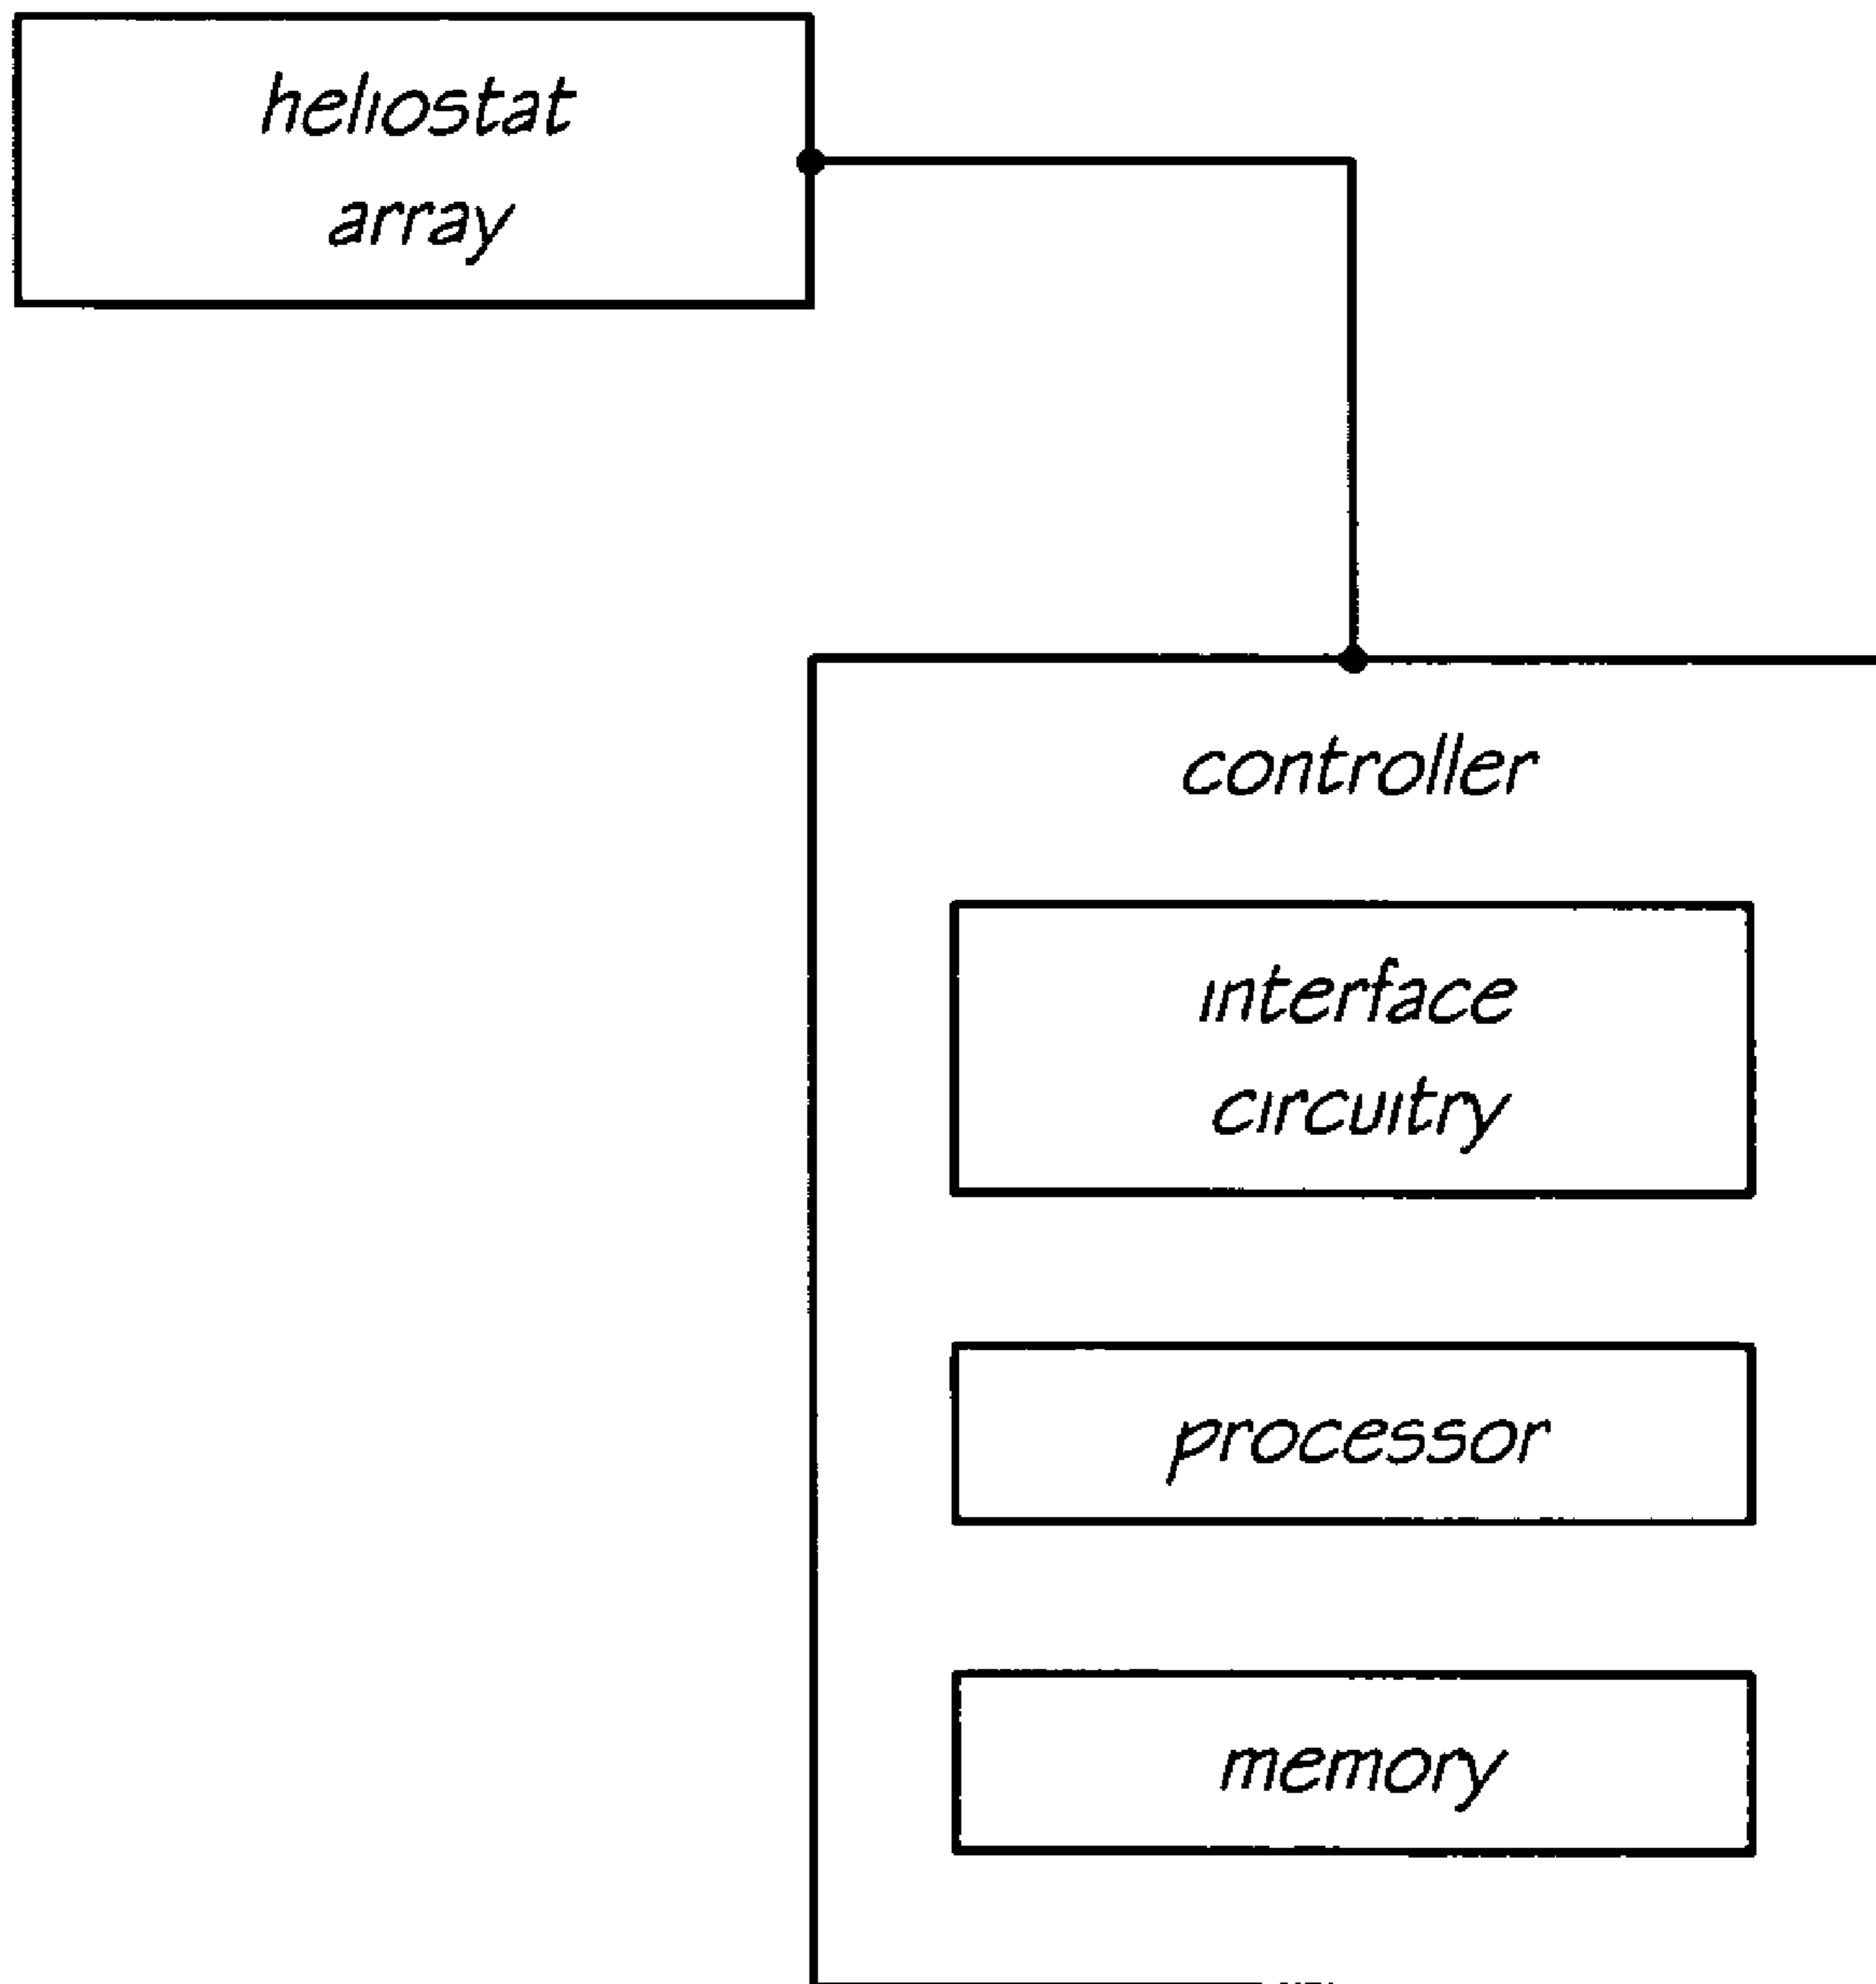 heliostat
array
controller
interface
circuitry
processor
memory